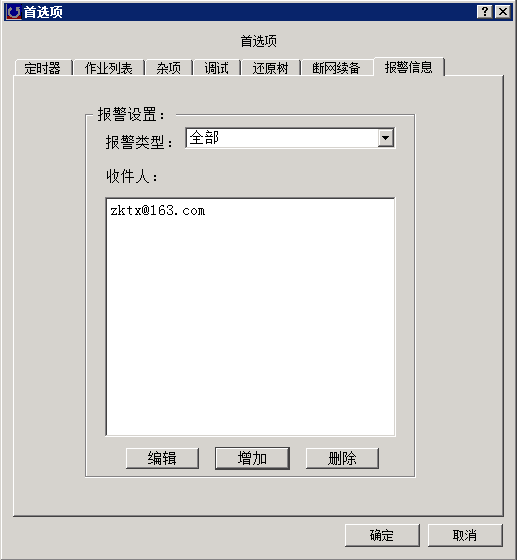 首选项
首选项
定时器 作业列表 杂项 调试 还原树 断网续备 报警信息
报警设置：
报警类型： 全部
收件人：
zktx@163.com
编辑 增加 删除
确定 取消